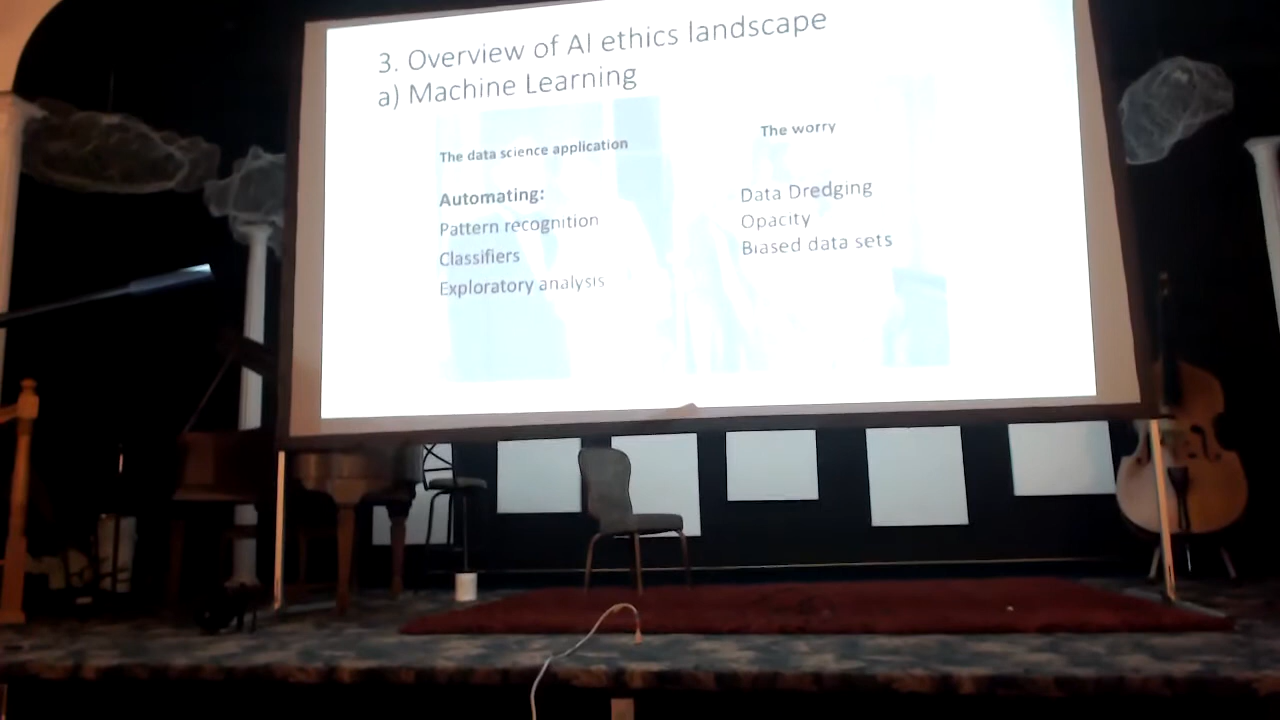 3. Overview of AI ethics landscape
a) Machine Learning
The data science application
Automating:
Pattern recognition
Classifiers
Exploratory analysis
The worry
Data Dredging
Opacity
Biased data sets